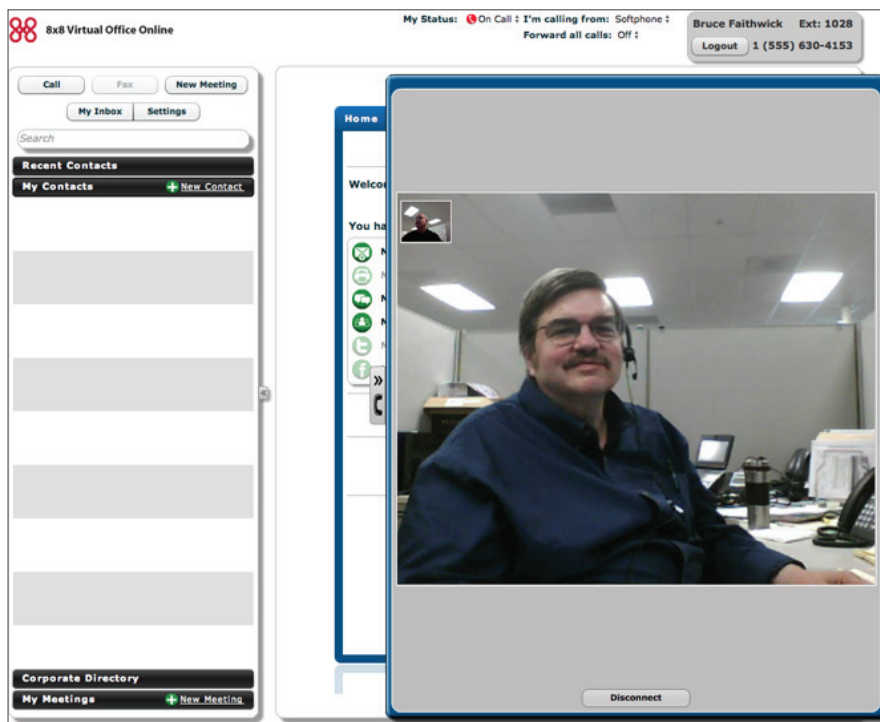 8x8 Virtual Office Online
My Status: On Call I'm calling from: Softphone
Forward all calls: Off
Bruce Faithwick Ext: 1028
Logout 1 (555) 630-4153
Call Fax New Meeting
My Inbox Settings
Search
Recent Contacts
My Contacts New Contact
Corporate Directory
My Meetings New Meeting
Home
You ha
N
N
N
N
N
Disconnect